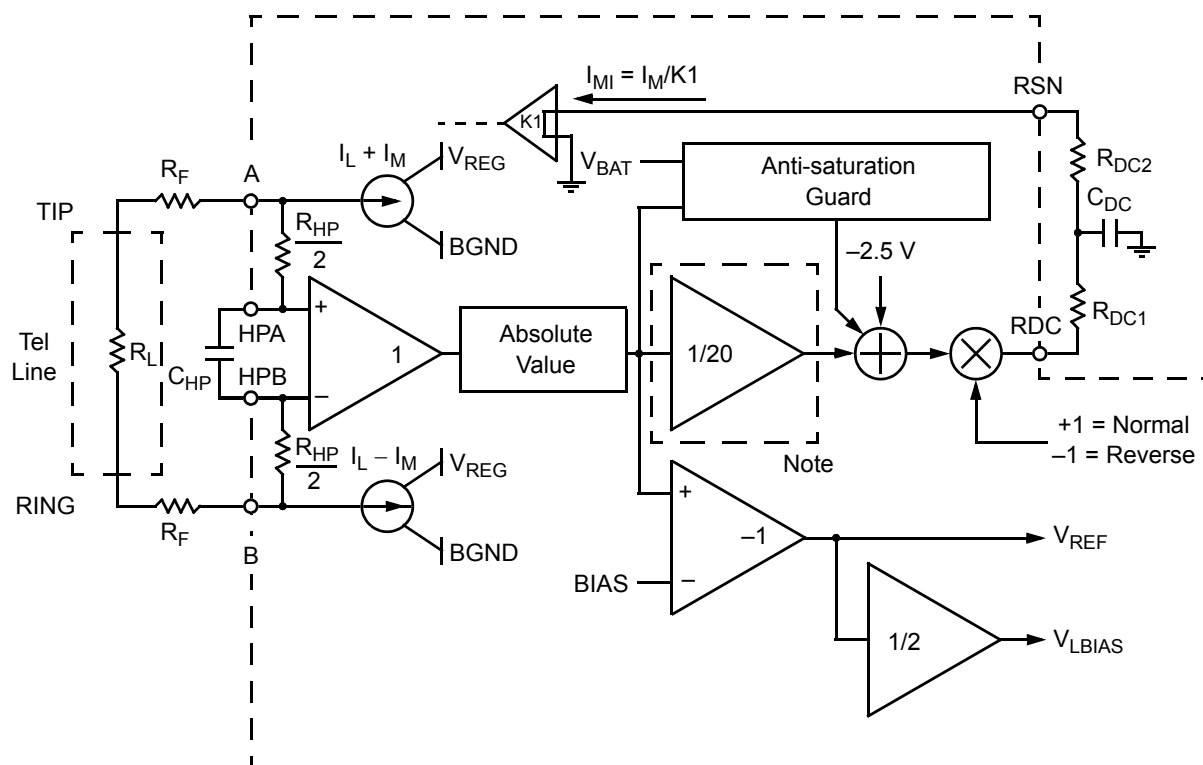 I_MI = I_M/K1
RSN
K1
I_L + I_M
V_REG
V_BAT
Anti-saturation
Guard
R_DC2
R_F
A
C_DC
TIP
R_HP
2
BGND
–2.5 V
R_DC1
RDC
Tel
Line
R_L
C_HP
HPA
HPB
+
–
1
Absolute
Value
1/20
+1 = Normal
–1 = Reverse
Note
R_HP
2
I_L – I_M
V_REG
RING
R_F
B
BGND
+
–
–1
BIAS
V_REF
1/2
V_LBIAS